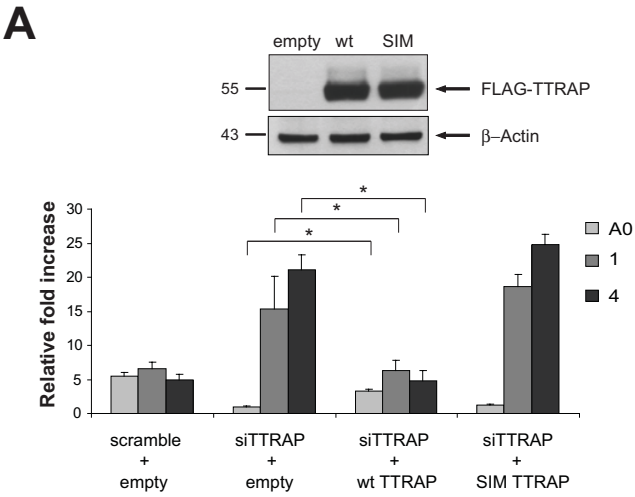 A
empty wt SIM
55
FLAG-TTRAP
43
β–Actin
Relative fold increase
30
25
20
15
10
5
0
*
*
*
A0
1
4
scramble
+
empty
siTTRAP
+
empty
siTTRAP
+
wt TTRAP
siTTRAP
+
SIM TTRAP